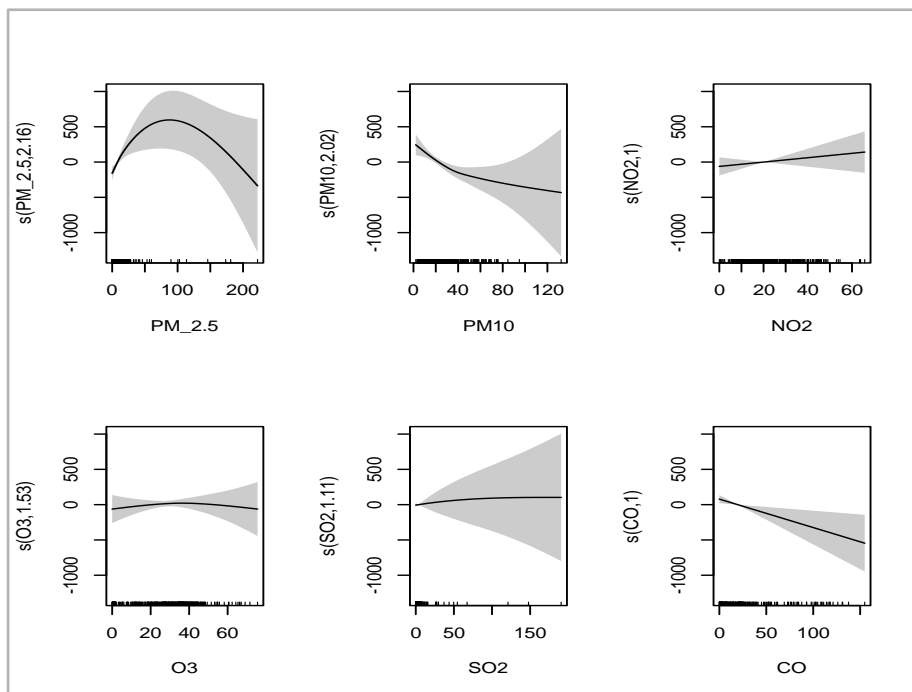 s(PM_2.5,2.16)
500
0
-1000
0 100 200
PM_2.5
s(PM10,2.02)
500
0
-1000
0 40 80 120
PM10
s(NO2,1)
500
0
-1000
0 20 40 60
NO2
s(O3,1.53)
500
0
-1000
0 20 40 60
O3
s(SO2,1.11)
500
0
-1000
0 50 150
SO2
s(CO,1)
500
0
-1000
0 50 100
CO